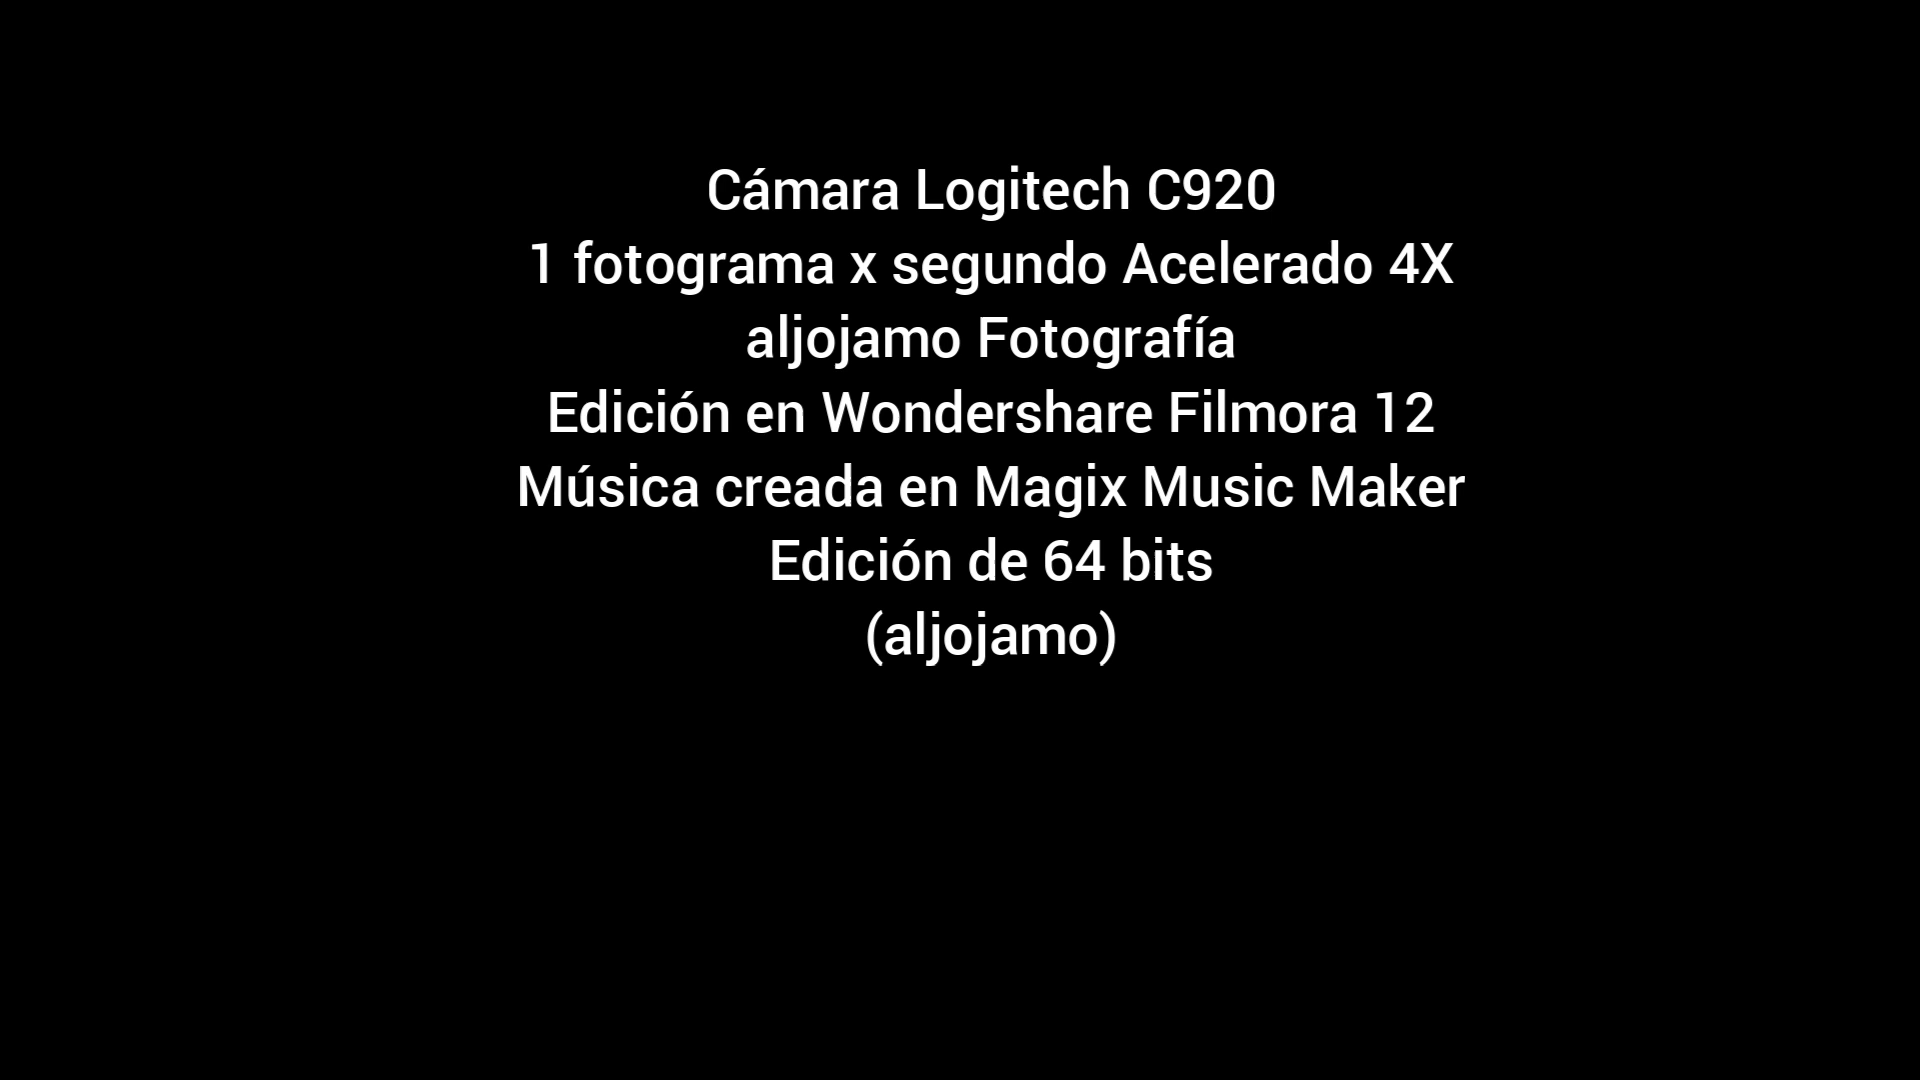 Cámara Logitech C920
1 fotograma x segundo Acelerado 4X
aljojamo Fotografía
Edición en Wondershare Filmora 12
Música creada en Magix Music Maker
Edición de 64 bits
(aljojamo)